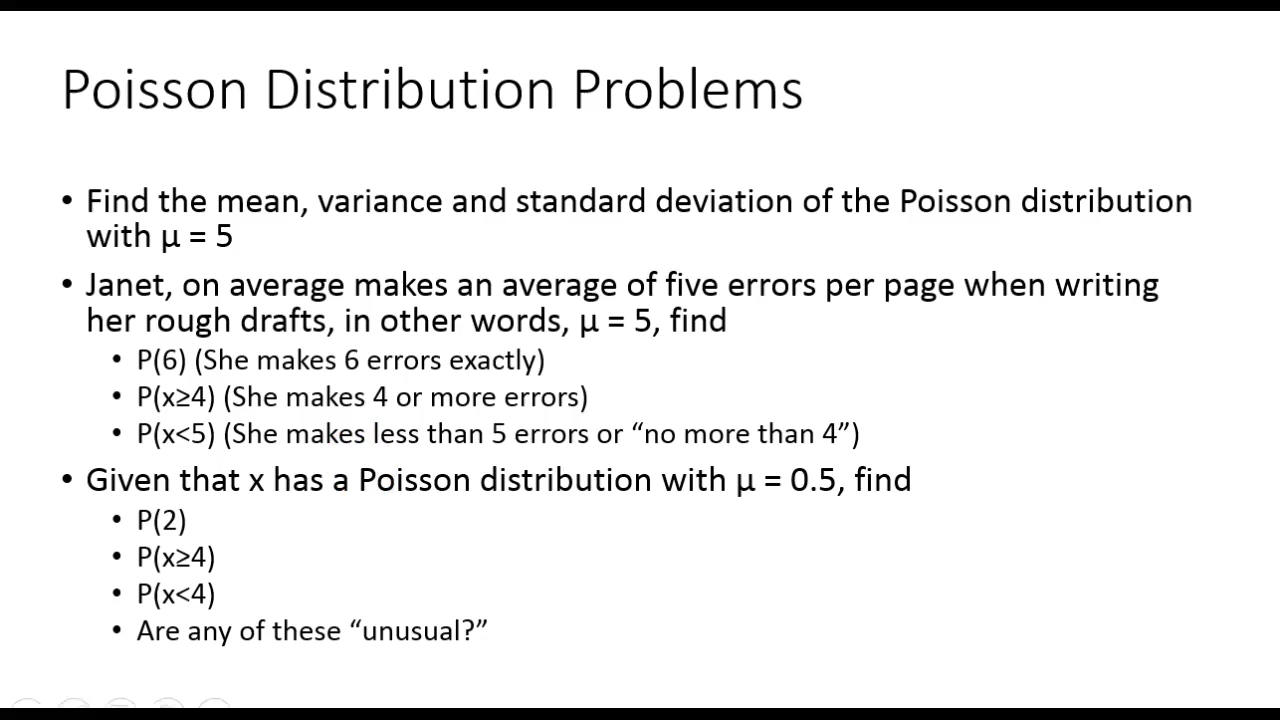 Poisson Distribution Problems
• Find the mean, variance and standard deviation of the Poisson distribution
with µ = 5
• Janet, on average makes an average of five errors per page when writing
her rough drafts, in other words, µ = 5, find
• P(6) (She makes 6 errors exactly)
• P(x≥4) (She makes 4 or more errors)
• P(x<5) (She makes less than 5 errors or “no more than 4”)
• Given that x has a Poisson distribution with µ = 0.5, find
• P(2)
• P(x≥4)
• P(x<4)
• Are any of these “unusual?”